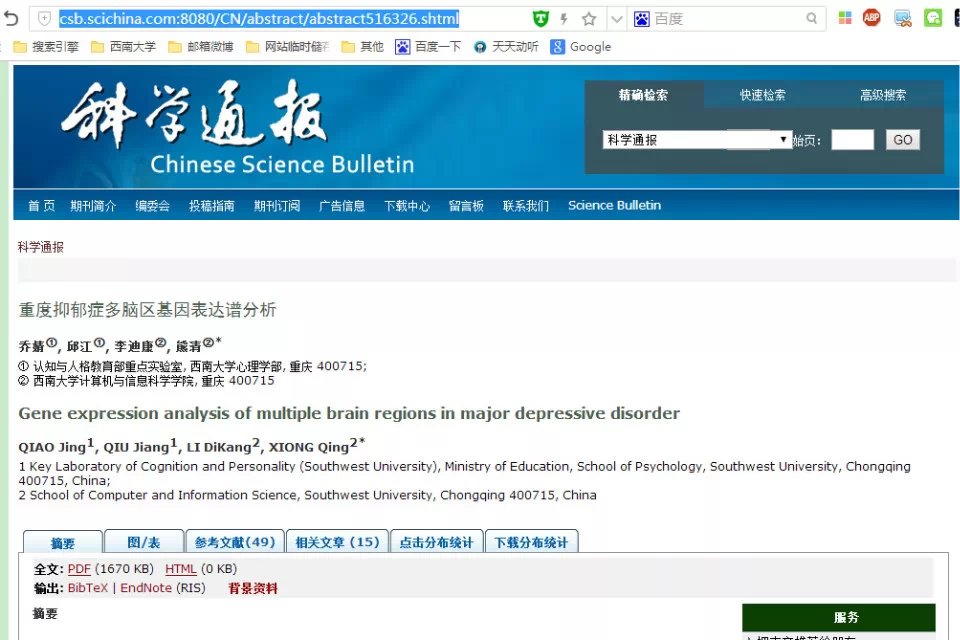 csb.scichina.com:8080/CN/abstract/abstract516326.shtml
百度
ABP
搜索引擎 西南大学 邮箱微博 网站临时储 其他 百度一下 天天动听 Google
科学通报
Chinese Science Bulletin
精确检索 快速检索 高级搜索
科学通报 始页: GO
首 页 期刊简介 编委会 投稿指南 期刊订阅 广告信息 下载中心 留言板 联系我们 Science Bulletin
科学通报
重度抑郁症多脑区基因表达谱分析
乔婧①, 邱江①, 李迪康②, 熊清②*
① 认知与人格教育部重点实验室, 西南大学心理学部, 重庆 400715;
② 西南大学计算机与信息科学学院, 重庆 400715
Gene expression analysis of multiple brain regions in major depressive disorder
QIAO Jing1, QIU Jiang1, LI DiKang2, XIONG Qing2*
1 Key Laboratory of Cognition and Personality (Southwest University), Ministry of Education, School of Psychology, Southwest University, Chongqing
400715, China;
2 School of Computer and Information Science, Southwest University, Chongqing 400715, China
摘要 图/表 参考文献(49) 相关文章 (15) 点击分布统计 下载分布统计
全文: PDF (1670 KB) HTML (0 KB)
输出: BibTeX | EndNote (RIS) 背景资料
摘要
服务